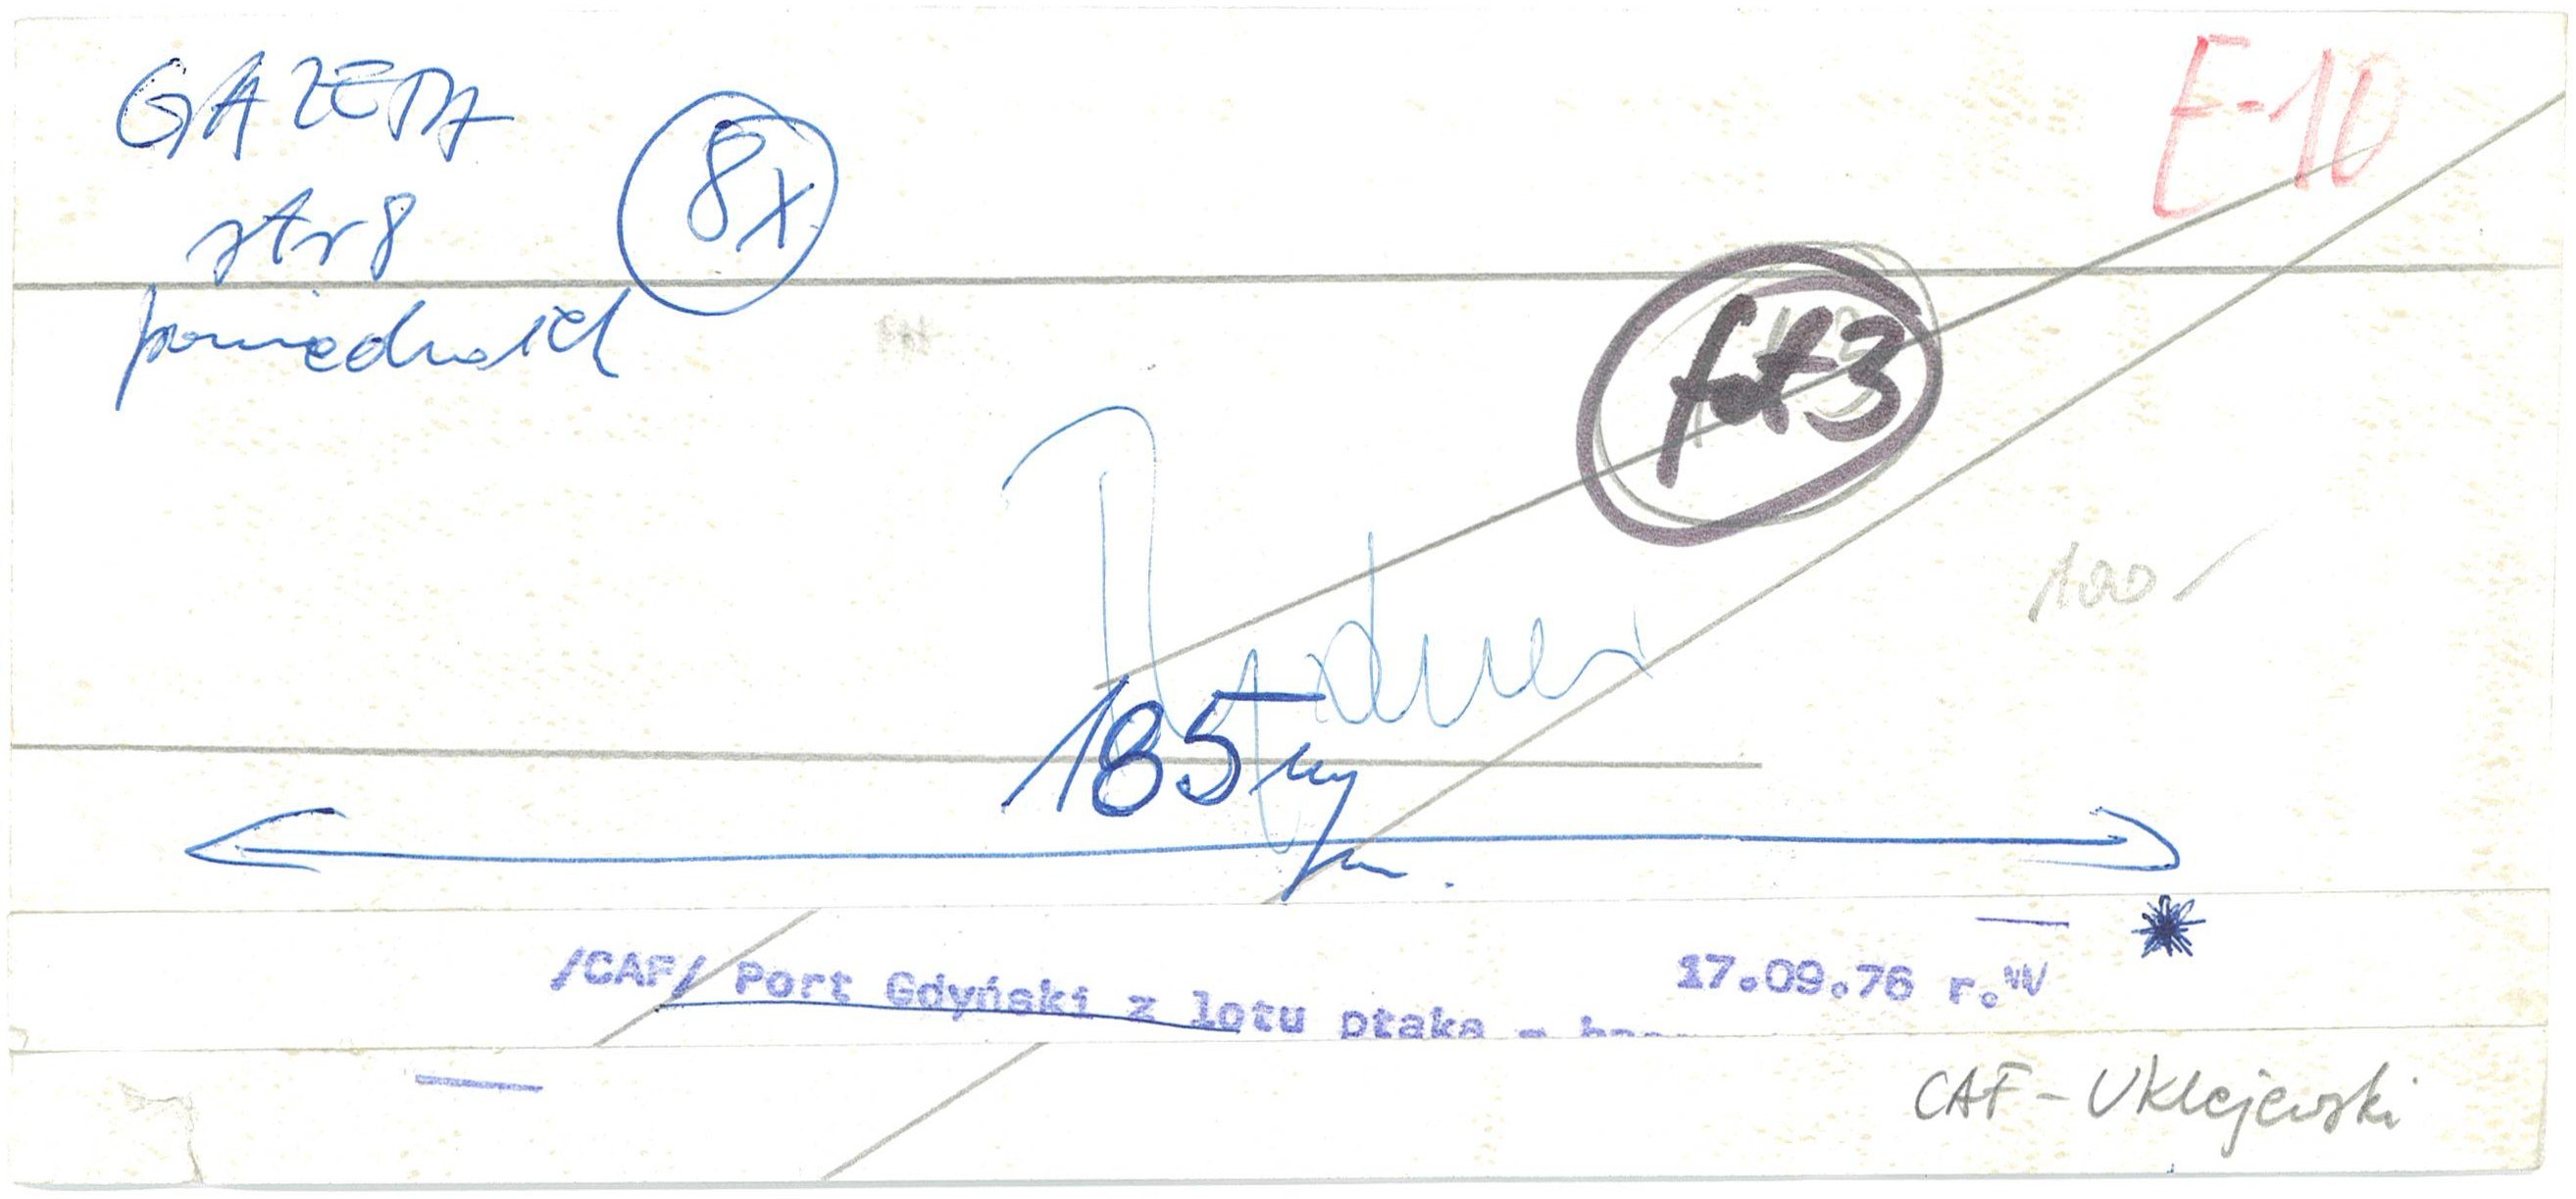 GAZETA
str 8
poniedziałek
8x
E-10
fot 3
100 -
185
/CAF/ Port Gdyński z lotu ptaka -
17.09.76 r.W
CAF - Uklejewski